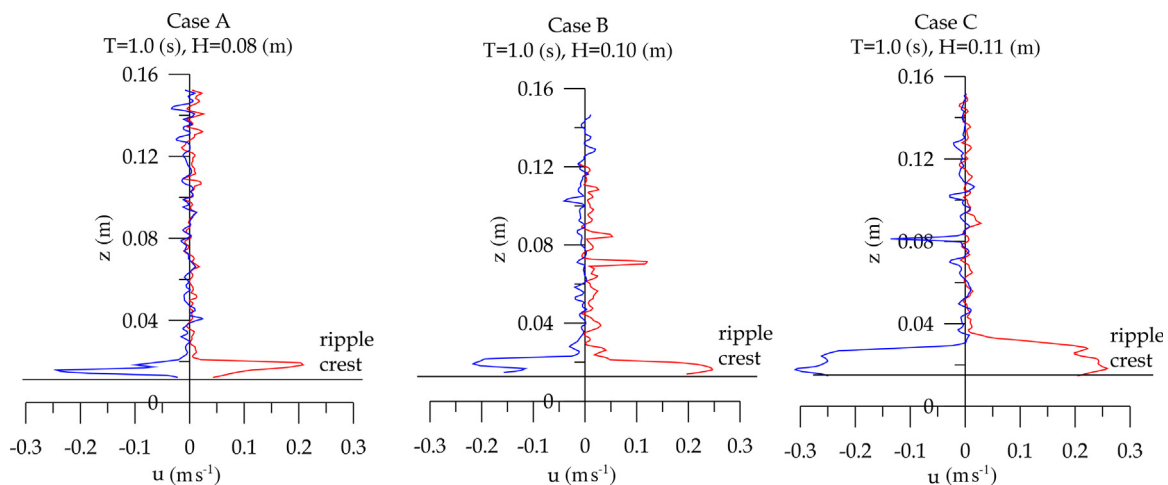 Case A
T=1.0 (s), H=0.08 (m)
0.16
0.12
0.08
0.04
0
z (m)
ripple
crest
-0.3 -0.2 -0.1 0 0.1 0.2 0.3
u (ms⁻¹)
Case B
T=1.0 (s), H=0.10 (m)
0.16
0.12
0.08
0.04
0
z (m)
ripple
crest
-0.3 -0.2 -0.1 0 0.1 0.2 0.3
u (ms⁻¹)
Case C
T=1.0 (s), H=0.11 (m)
0.16
0.12
0.08
0.04
0
z (m)
ripple
crest
-0.3 -0.2 -0.1 0 0.1 0.2 0.3
u (ms⁻¹)